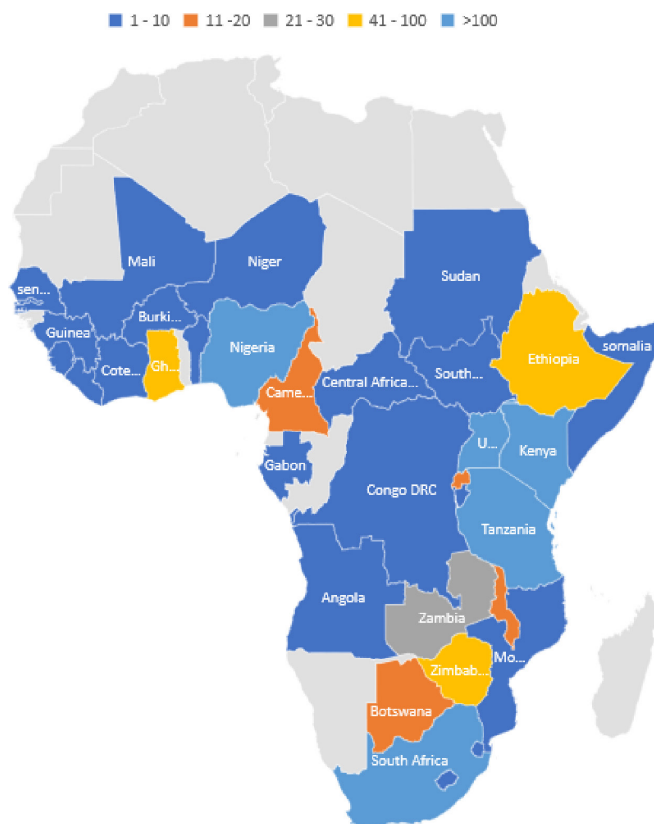 1 - 10 11 -20 21 - 30 41 - 100 >100
Mali
Niger
Sudan
sen...
Guinea
Burki...
Nigeria
Ethiopia
somalia
Cote...
Gh...
Came...
Central Africa...
South...
U...
Kenya
Gabon
Congo DRC
Tanzania
Angola
Zambia
Mo...
Zimbab...
Botswana
South Africa